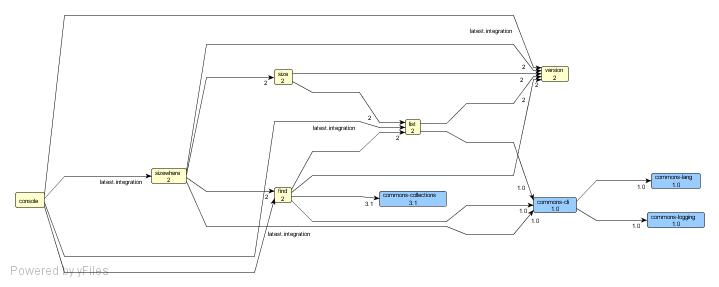 latest.integration
version
2
2
size
2
2
2
2
2
list
2
2
latest.integration
2
sizewhere
2
latest.integration
commons-lang
1.0
1.0
1.0
find
2
2
commons-collections
3.1
3.1
console
commons-cli
1.0
1.0
1.0
commons-logging
1.0
1.0
latest.integration
Powered by yFiles